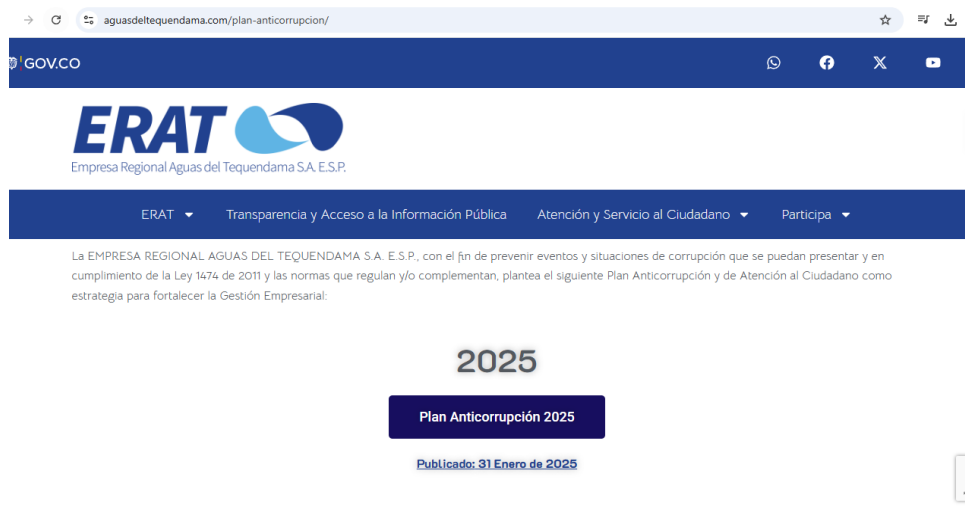 aguasdeltequendama.com/plan-anticorrupcion/
GOV.CO
ERAT
Empresa Regional Aguas del Tequendama S.A. E.S.P.
ERAT Transparencia y Acceso a la Información Pública Atención y Servicio al Ciudadano Participa
La EMPRESA REGIONAL AGUAS DEL TEQUENDAMA S.A. E.S.P., con el fin de prevenir eventos y situaciones de corrupción que se puedan presentar y en
cumplimiento de la Ley 1474 de 2011 y las normas que regulan y/o complementan, plantea el siguiente Plan Anticorrupción y de Atención al Ciudadano como
estrategia para fortalecer la Gestión Empresarial:
2025
Plan Anticorrupción 2025
Publicado: 31 Enero de 2025